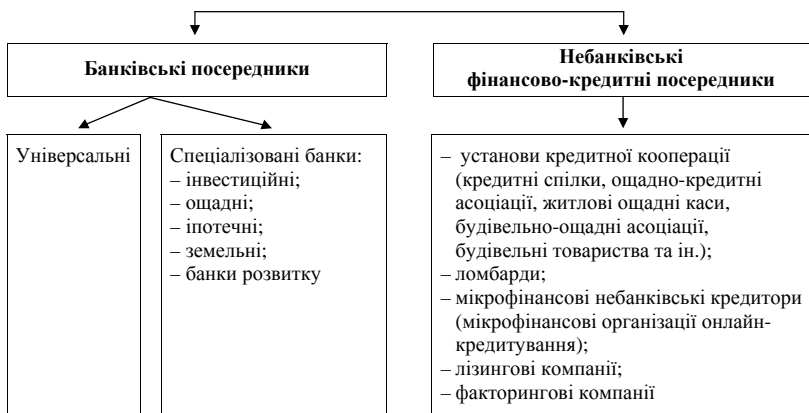 Банківські посередники
Небанківські
фінансово-кредитні посередники
Універсальні
Спеціалізовані банки:
– інвестиційні;
– ощадні;
– іпотечні;
– земельні;
– банки розвитку
– установи кредитної кооперації
(кредитні спілки, ощадно-кредитні
асоціації, житлові ощадні каси,
будівельно-ощадні асоціації,
будівельні товариства та ін.);
– ломбарди;
– мікрофінансові небанківські кредитори
(мікрофінансові організації онлайн-
кредитування);
– лізингові компанії;
– факторингові компанії